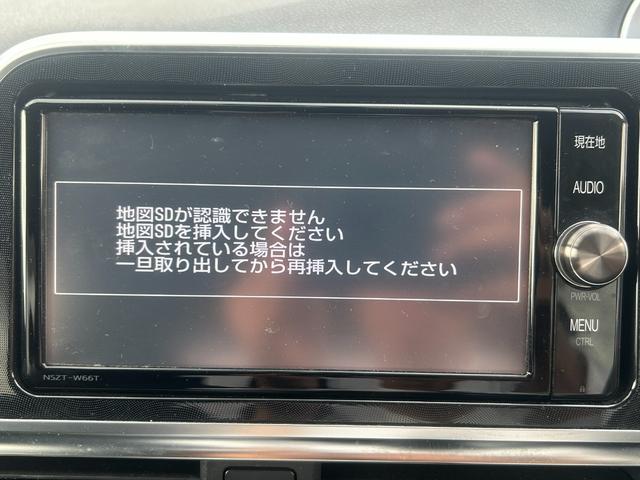 地図SDが認識できません
地図SDを挿入してください
挿入されている場合は
一旦取り出してから再挿入してください
現在地
AUDIO
PWR-VOL
MENU
CTRL
NSZT-W66T